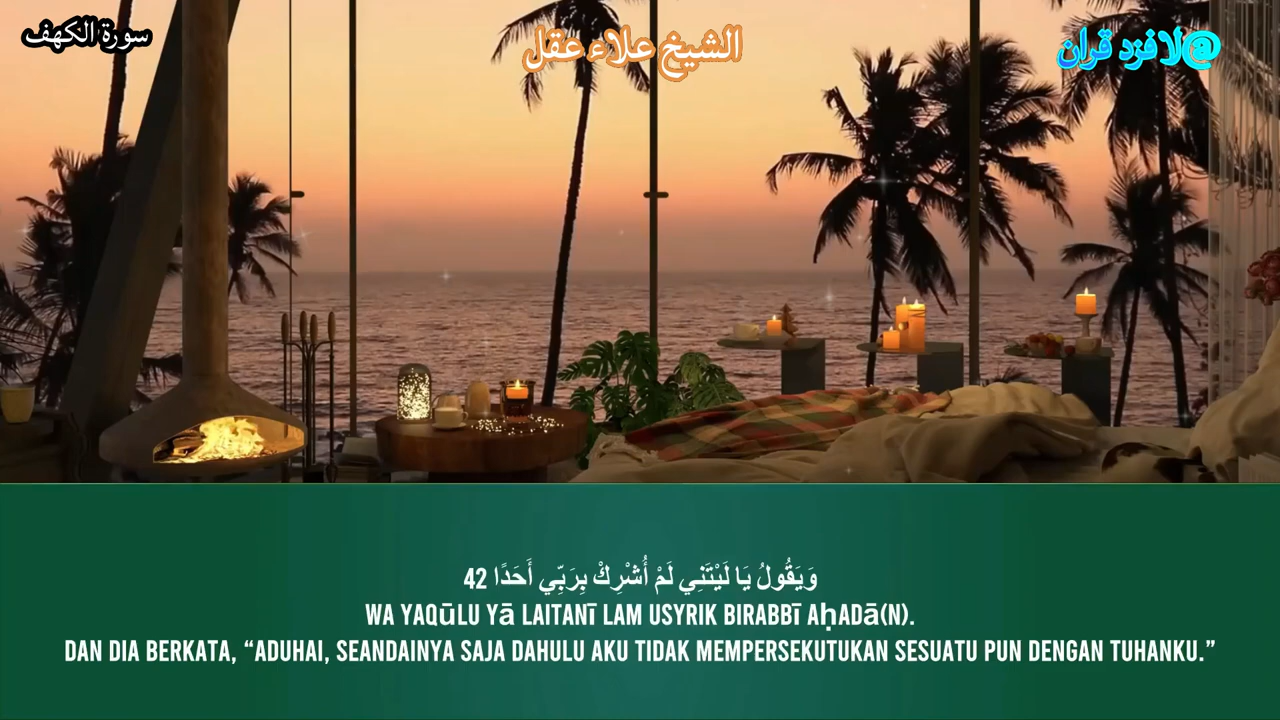 سورة الكهف
الشيخ علاء عقل
@لافزد قران
وَيَقُولُ يَا لَيْتَنِي لَمْ أُشْرِكْ بِرَبِّي أَحَدًا 42
WA YAQŪLU YĀ LAITANĪ LAM USYRIK BIRABBĪ AḤADĀ(N).
DAN DIA BERKATA, “ADUHAI, SEANDAINYA SAJA DAHULU AKU TIDAK MEMPERSEKUTUKAN SESUATU PUN DENGAN TUHANKU.”